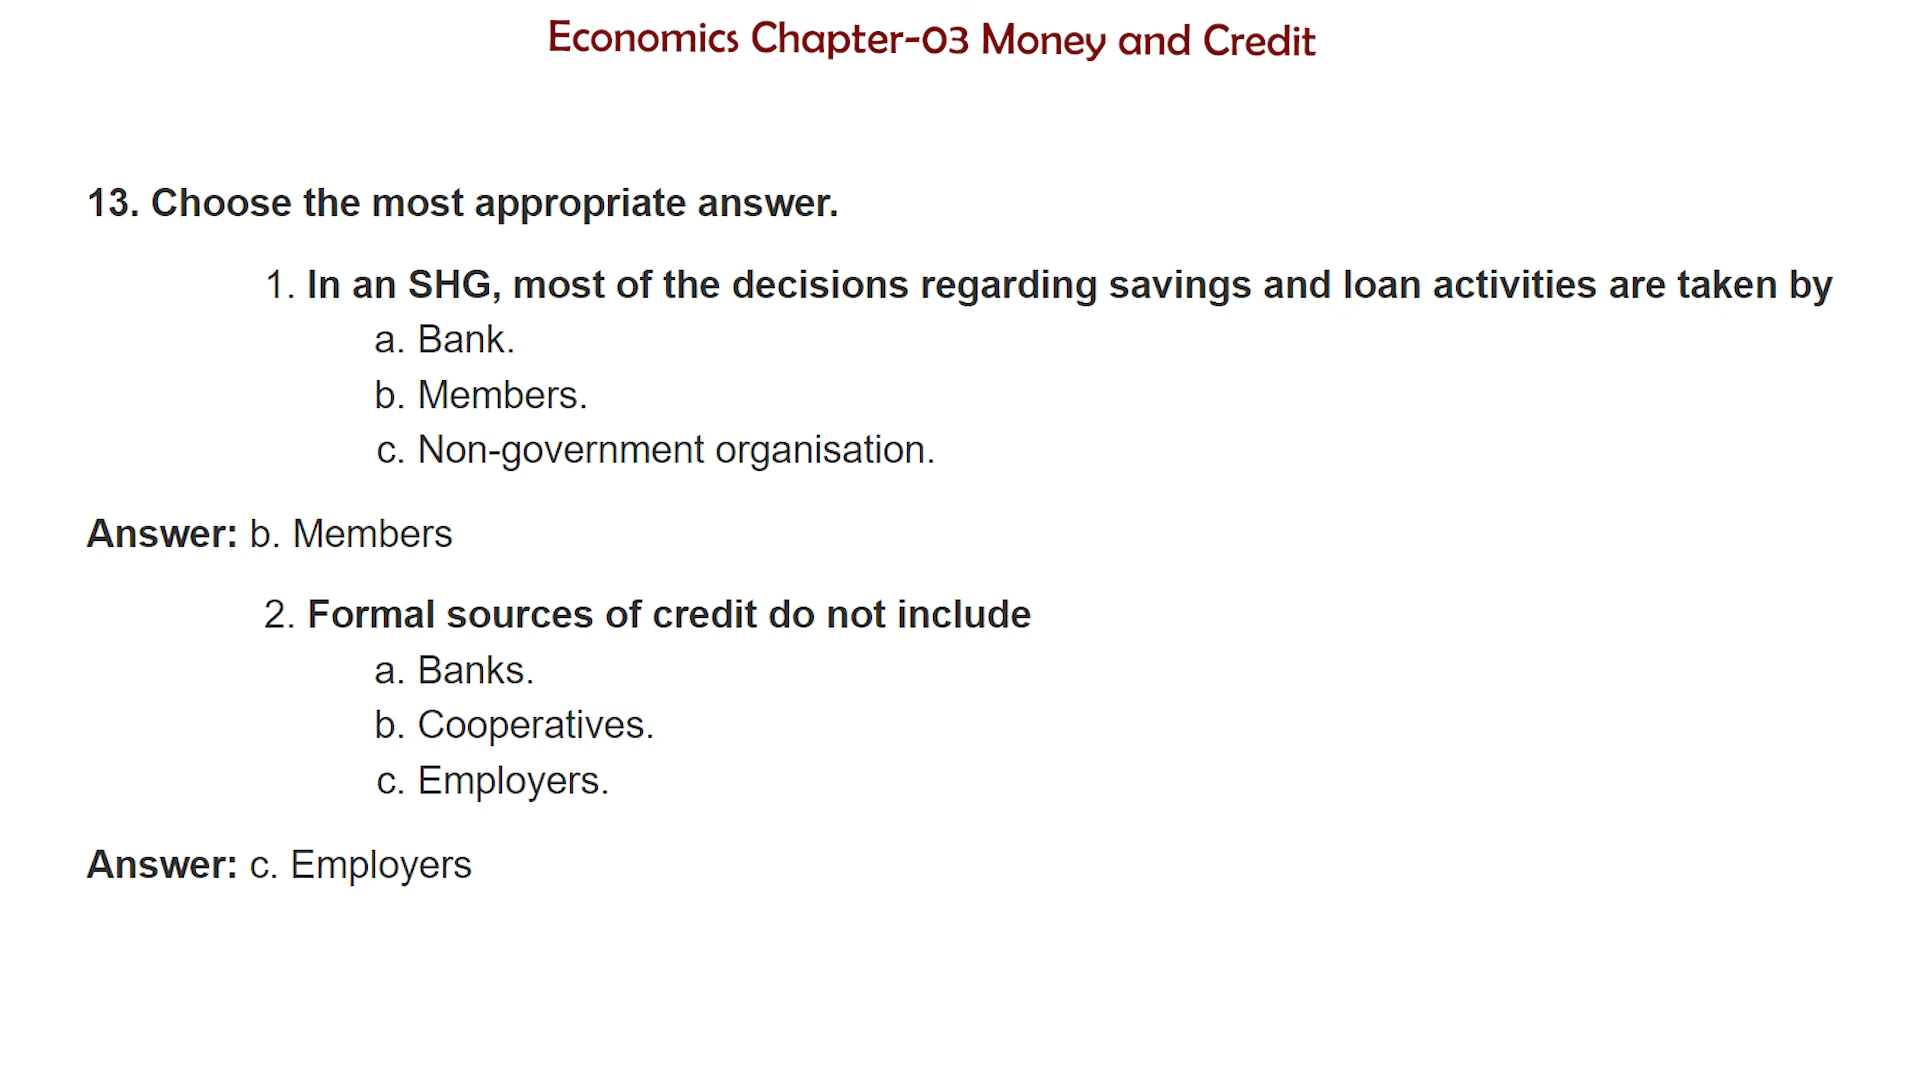 Economics Chapter-03 Money and Credit
13. Choose the most appropriate answer.
1. In an SHG, most of the decisions regarding savings and loan activities are taken by
a. Bank.
b. Members.
c. Non-government organisation.
Answer: b. Members
2. Formal sources of credit do not include
a. Banks.
b. Cooperatives.
c. Employers.
Answer: c. Employers